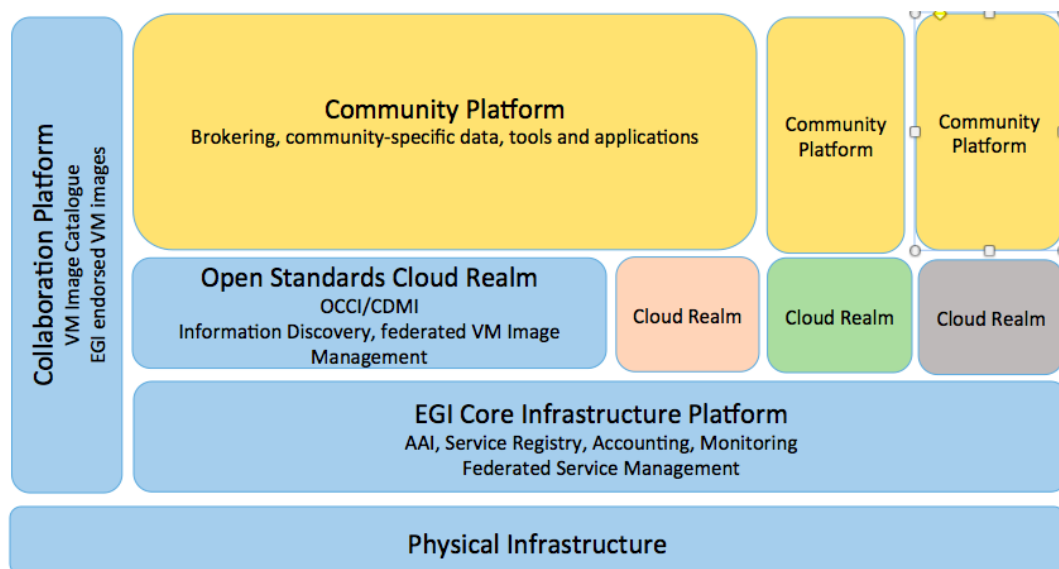 Collaboration Platform
VM Image Catalogue
EGI endorsed VM images
Community Platform
Brokering, community-specific data, tools and applications
Community
Platform
Community
Platform
Open Standards Cloud Realm
OCCI/CDMI
Information Discovery, federated VM Image
Management
Cloud Realm
Cloud Realm
Cloud Realm
EGI Core Infrastructure Platform
AAI, Service Registry, Accounting, Monitoring
Federated Service Management
Physical Infrastructure